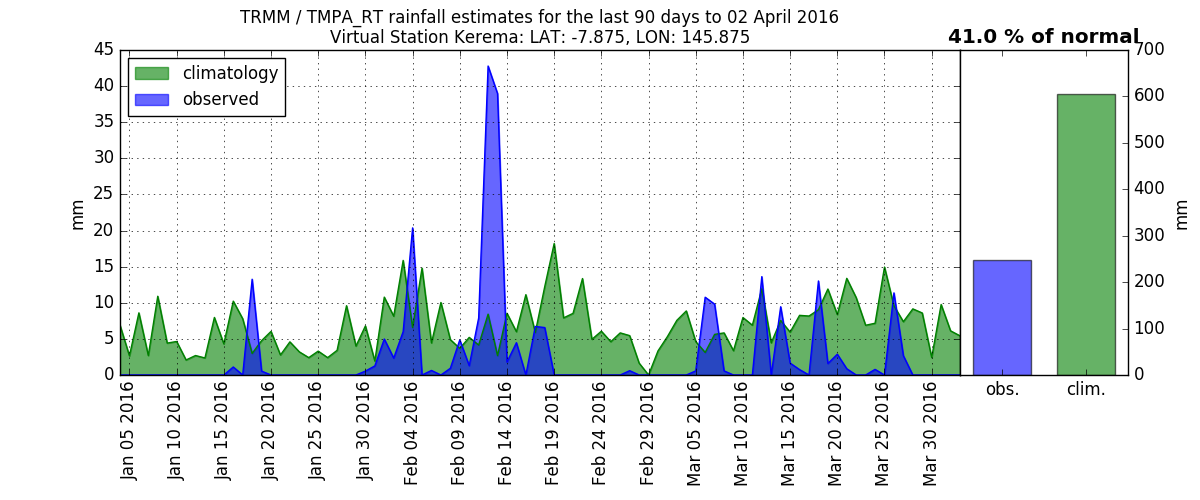 TRMM / TMPA_RT rainfall estimates for the last 90 days to 02 April 2016
Virtual Station Kerema: LAT: -7.875, LON: 145.875
41.0 % of normal
climatology
observed
45
40
35
30
25
20
15
10
5
0
mm
Jan 05 2016
Jan 10 2016
Jan 15 2016
Jan 20 2016
Jan 25 2016
Jan 30 2016
Feb 04 2016
Feb 09 2016
Feb 14 2016
Feb 19 2016
Feb 24 2016
Feb 29 2016
Mar 05 2016
Mar 10 2016
Mar 15 2016
Mar 20 2016
Mar 25 2016
Mar 30 2016
obs.
clim.
700
600
500
400
300
200
100
0
mm